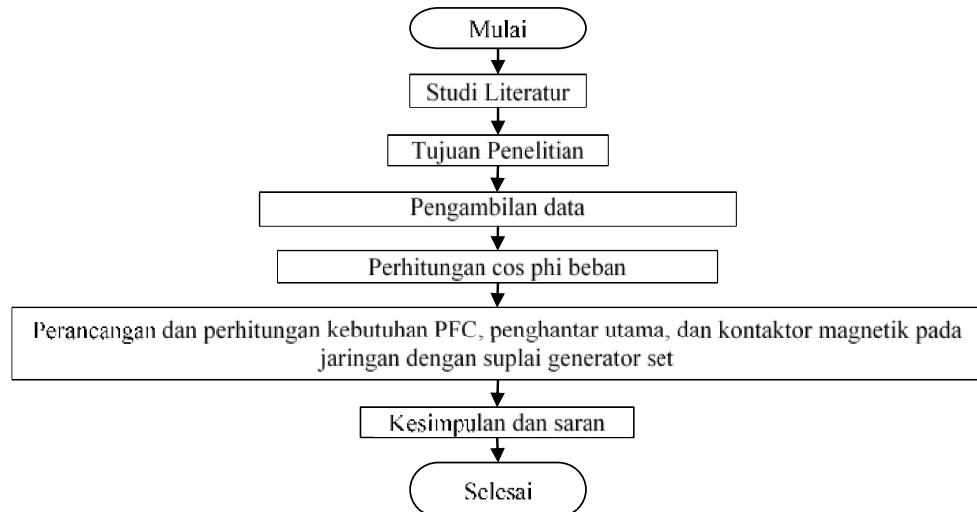 Mulai
Studi Literatur
Tujuan Penelitian
Pengambilan data
Perhitungan cos phi beban
Perancangan dan perhitungan kebutuhan PFC, penghantar utama, dan kontaktor magnetik pada
jaringan dengan suplai generator set
Kesimpulan dan saran
Selesai